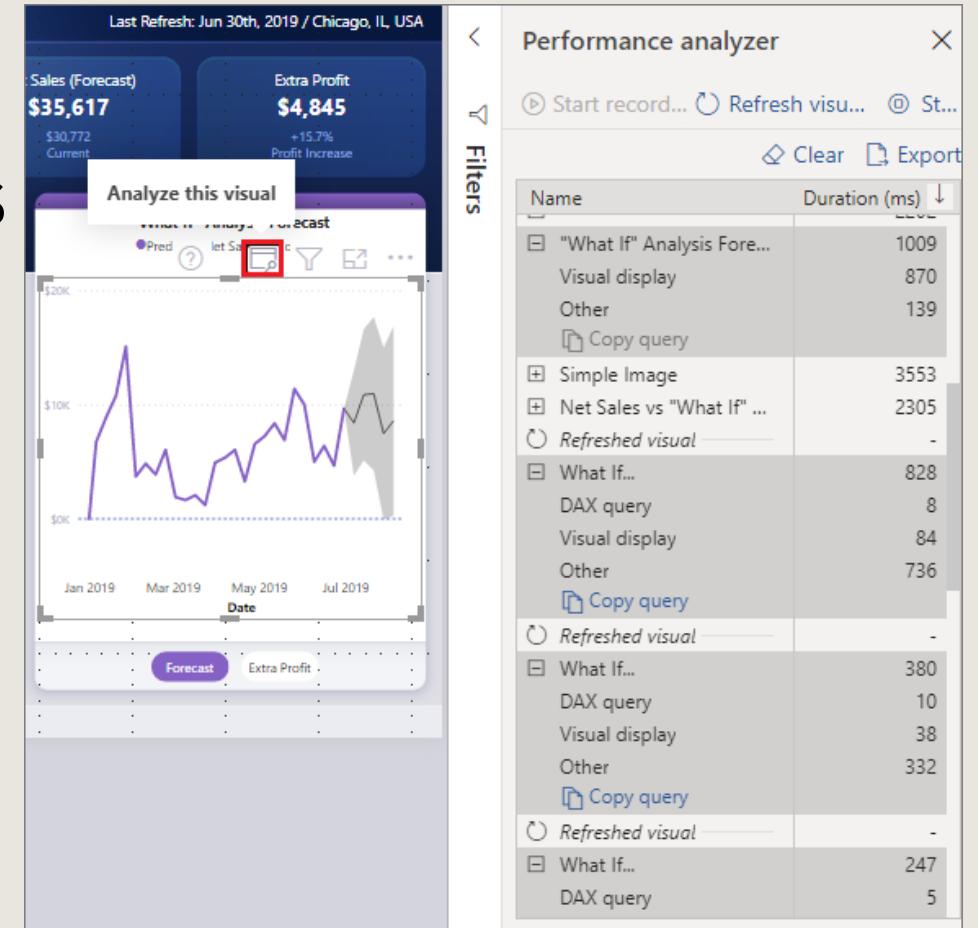 Last Refresh: Jun 30th, 2019 / Chicago, IL, USA
Sales (Forecast)
$35,617
$30,772
Current
Extra Profit
$4,845
+15.7%
Profit Increase
Analyze this visual
Forecast
Pred
$20K
$10K
$0K
Jan 2019 Mar 2019 May 2019 Jul 2019
Date
Forecast Extra Profit
Filters
Performance analyzer
Start record... Refresh visu... St...
Clear Export
Name Duration (ms)
"What If" Analysis Fore... 1009
Visual display 870
Other 139
Copy query
Simple Image 3553
Net Sales vs "What If" ... 2305
Refreshed visual -
What If... 828
DAX query 8
Visual display 84
Other 736
Copy query
Refreshed visual -
What If... 380
DAX query 10
Visual display 38
Other 332
Copy query
Refreshed visual -
What If... 247
DAX query 5